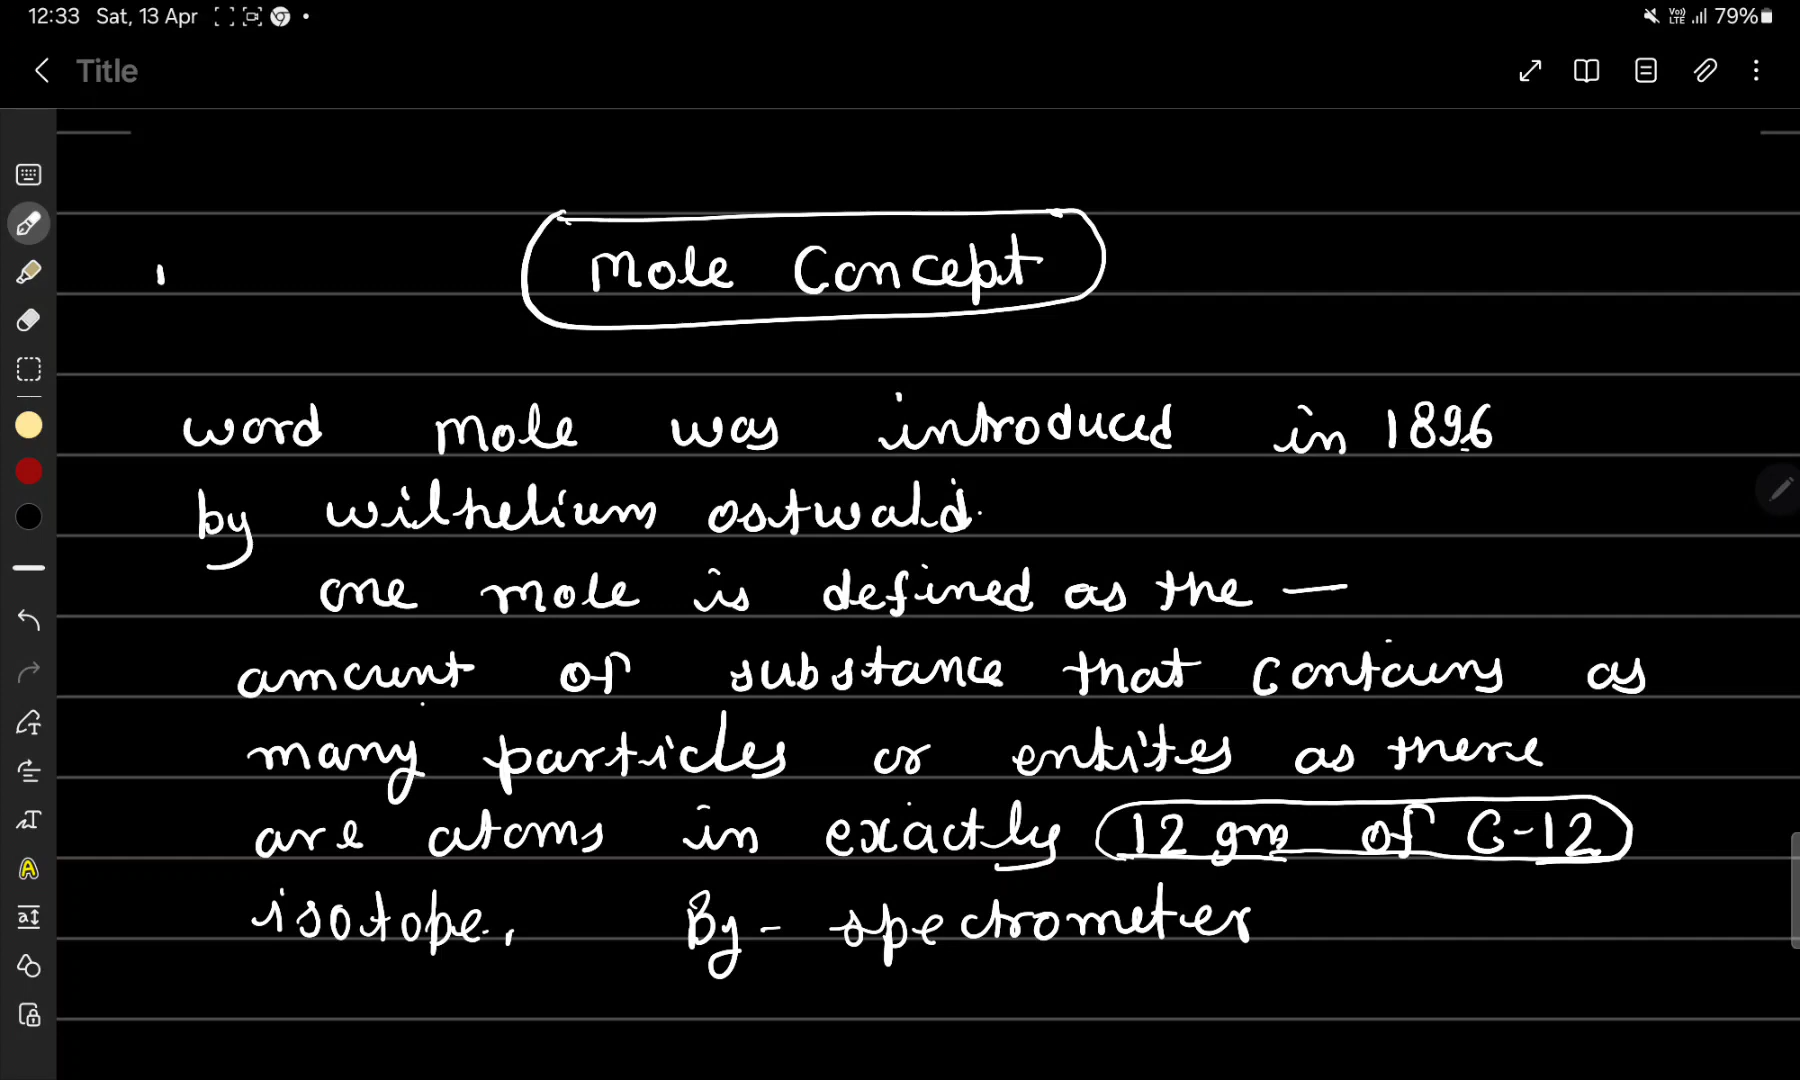 12:33 Sat, 13 Apr
VoLTE 79%
Title
Mole Concept
word mole was introduced in 1896
by wilhelium ostwald.
one mole is defined as the —
amount of substance that contains as
many particles or entites as there
are atoms in exactly 12 gm of C-12
isotope. By - spectrometer